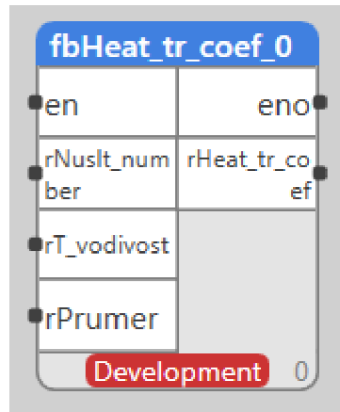 fbHeat_tr_coef_0
en
eno
rNuslt_num
ber
rHeat_tr_co
ef
rT_vodivost
rPrumer
Development 0